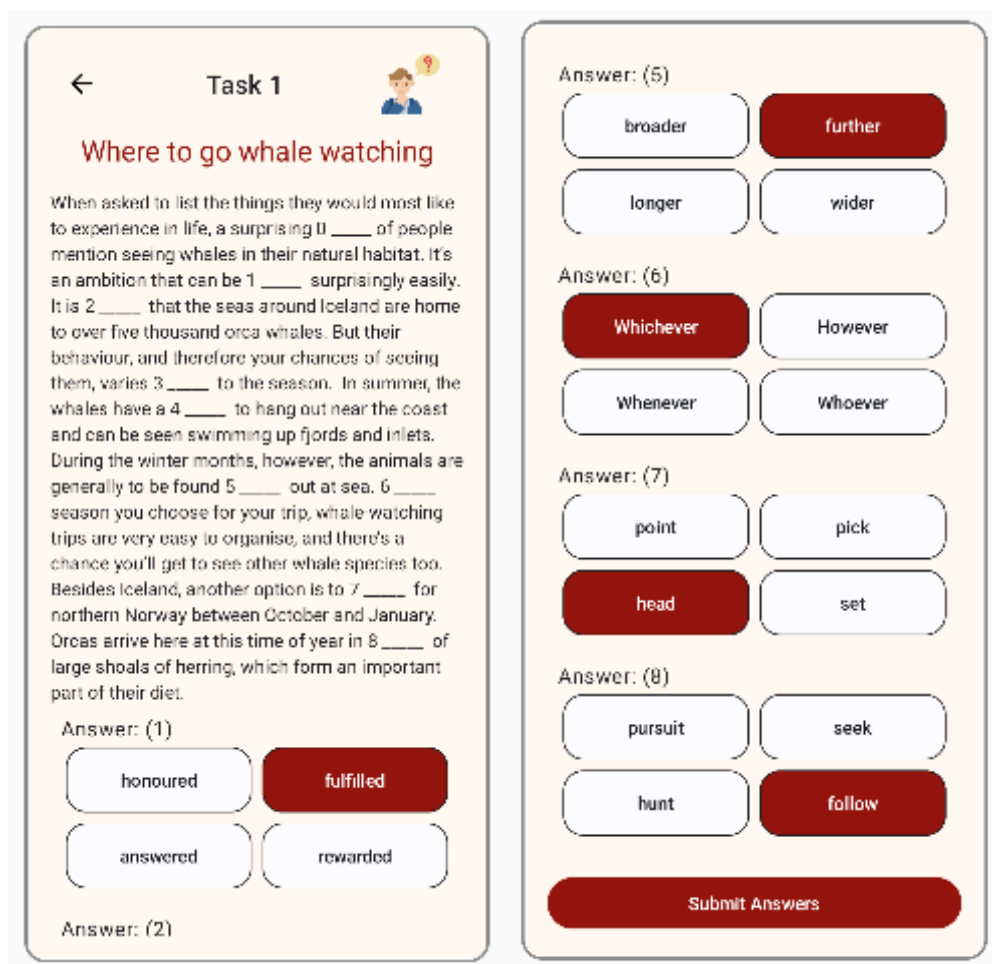 Task 1
?
Where to go whale watching
When asked to list the things they would most like
to experience in life, a surprising 0 ____ of people
mention seeing whales in their natural habitat. It's
an ambition that can be 1 ____ surprisingly easily.
It is 2 ____ that the seas around Iceland are home
to over five thousand orca whales. But their
behaviour, and therefore your chances of seeing
them, varies 3 ____ to the season. In summer, the
whales have a 4 ____ to hang out near the coast
and can be seen swimming up fjords and inlets.
During the winter months, however, the animals are
generally to be found 5 ____ out at sea. 6 ____
season you choose for your trip, whale-watching
trips are very easy to organise, and there's a
chance you'll get to see other whale species too.
Besides Iceland, another option is to 7 ____ for
northern Norway between October and January.
Orcas arrive here at this time of year in 8 ____ of
large shoals of herring, which form an important
part of their diet.
Answer: (1)
honoured
fulfilled
answered
rewarded
Answer: (2)
Answer: (5)
broader
further
longer
wider
Answer: (6)
Whichever
However
Whenever
Whoever
Answer: (7)
point
pick
head
set
Answer: (8)
pursuit
seek
hunt
follow
Submit Answers